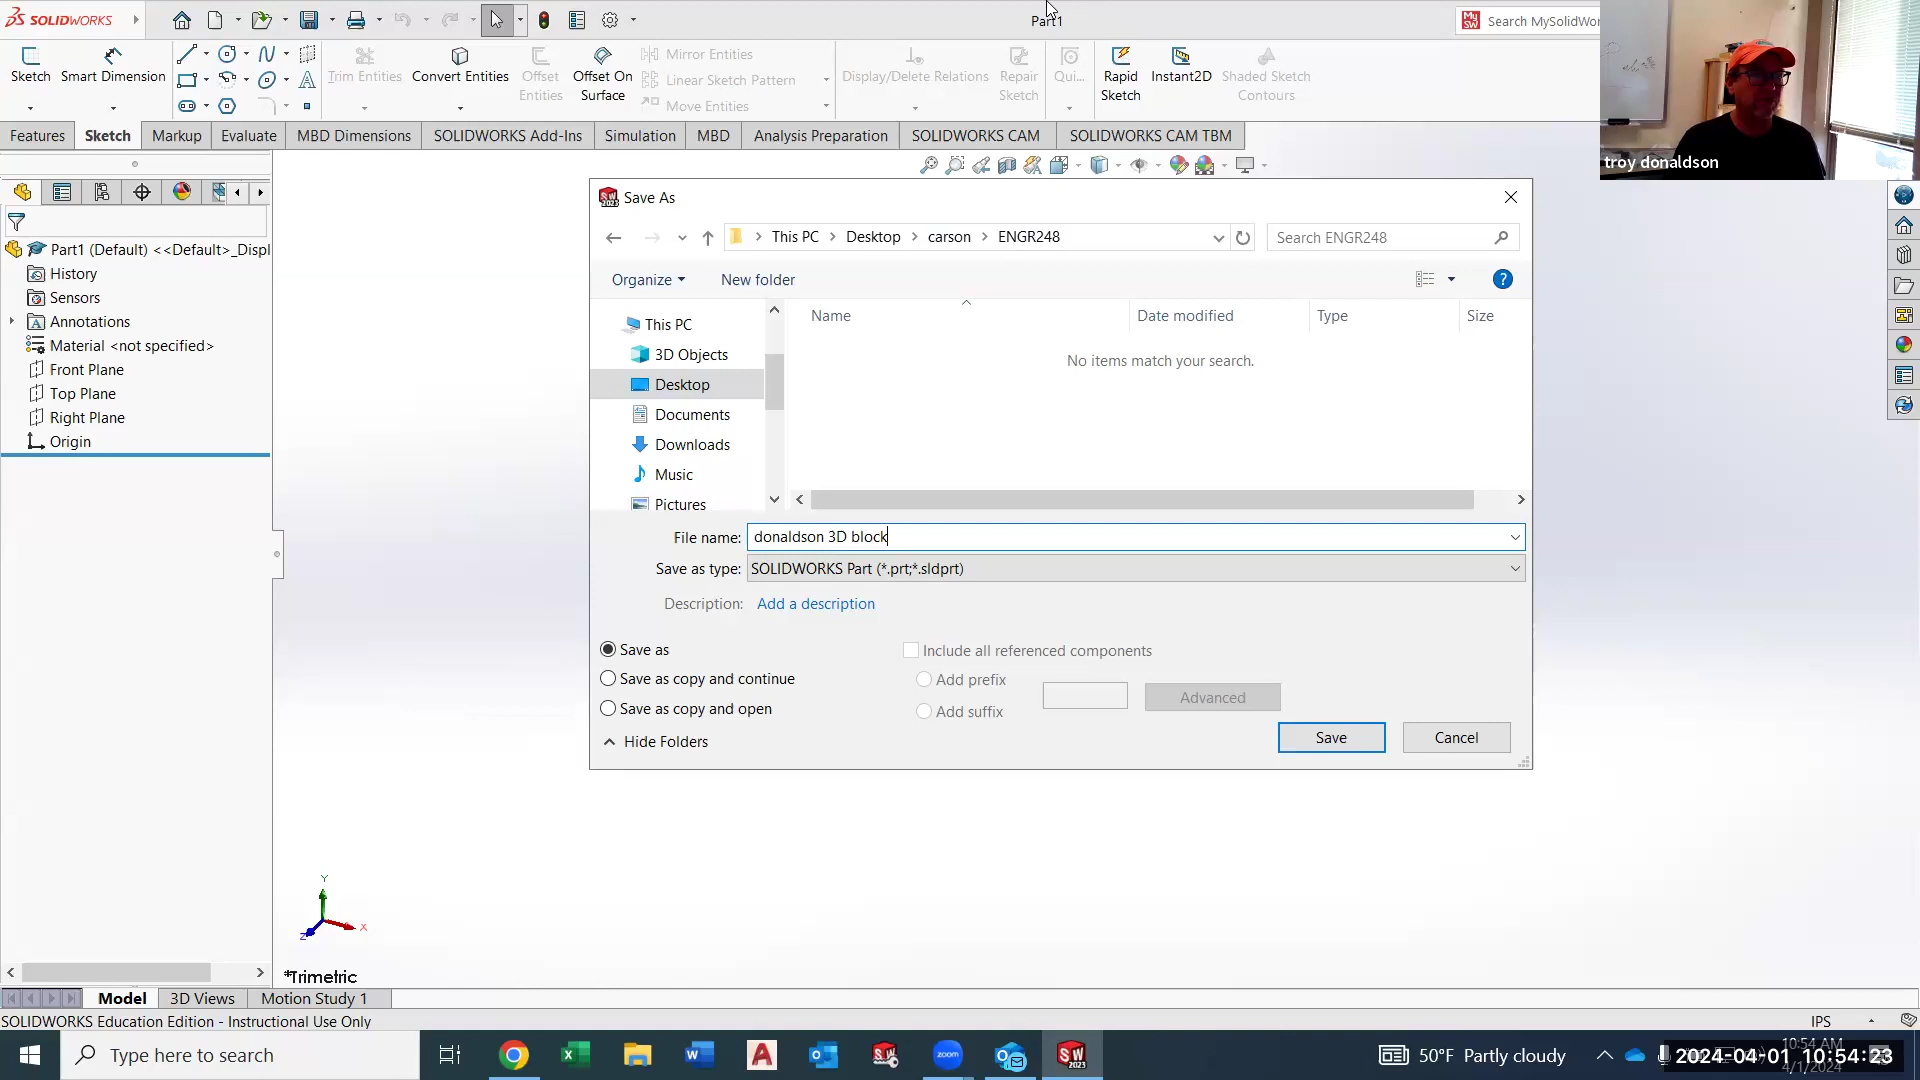 SOLIDWORKS
Part1
Search MySolidWor
Sketch
Smart Dimension
Trim Entities
Convert Entities
Offset Entities
Offset On Surface
Mirror Entities
Linear Sketch Pattern
Move Entities
Display/Delete Relations
Repair Sketch
Qui...
Rapid Sketch
Instant2D
Shaded Sketch Contours
Features
Sketch
Markup
Evaluate
MBD Dimensions
SOLIDWORKS Add-Ins
Simulation
MBD
Analysis Preparation
SOLIDWORKS CAM
SOLIDWORKS CAM TBM
troy donaldson
Part1 (Default) <<Default>_Displ
History
Sensors
Annotations
Material <not specified>
Front Plane
Top Plane
Right Plane
Origin
Save As
This PC > Desktop > carson > ENGR248
Search ENGR248
Organize
New folder
This PC
3D Objects
Desktop
Documents
Downloads
Music
Pictures
Name
Date modified
Type
Size
No items match your search.
File name: donaldson 3D block
Save as type: SOLIDWORKS Part (*.prt;*.sldprt)
Description: Add a description
Save as
Save as copy and continue
Save as copy and open
Include all referenced components
Add prefix
Add suffix
Advanced
Hide Folders
Save
Cancel
Y
X
Z
*Trimetric
Model
3D Views
Motion Study 1
SOLIDWORKS Education Edition - Instructional Use Only
IPS
Type here to search
zoom
50°F Partly cloudy
10:54 AM
4/1/2024
2024-04-01 10:54:23